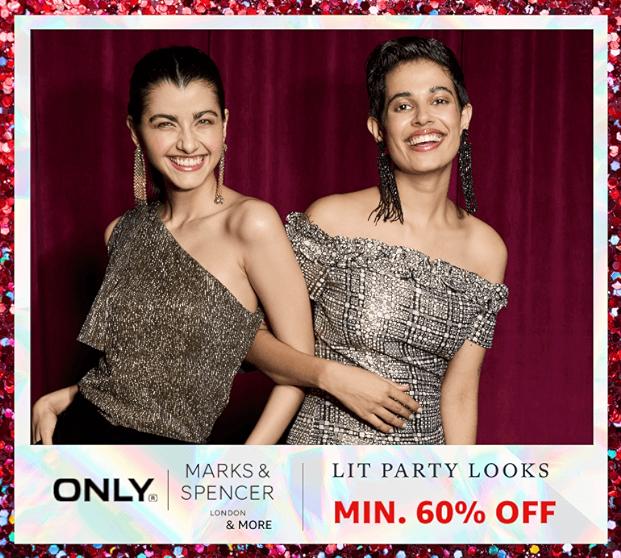 ONLY®
MARKS &
SPENCER
LONDON
& MORE
LIT PARTY LOOKS
MIN. 60% OFF